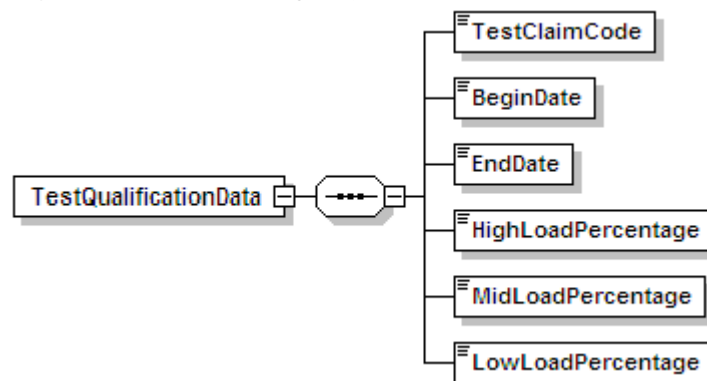 TestClaimCode
BeginDate
EndDate
TestQualificationData
HighLoadPercentage
MidLoadPercentage
LowLoadPercentage